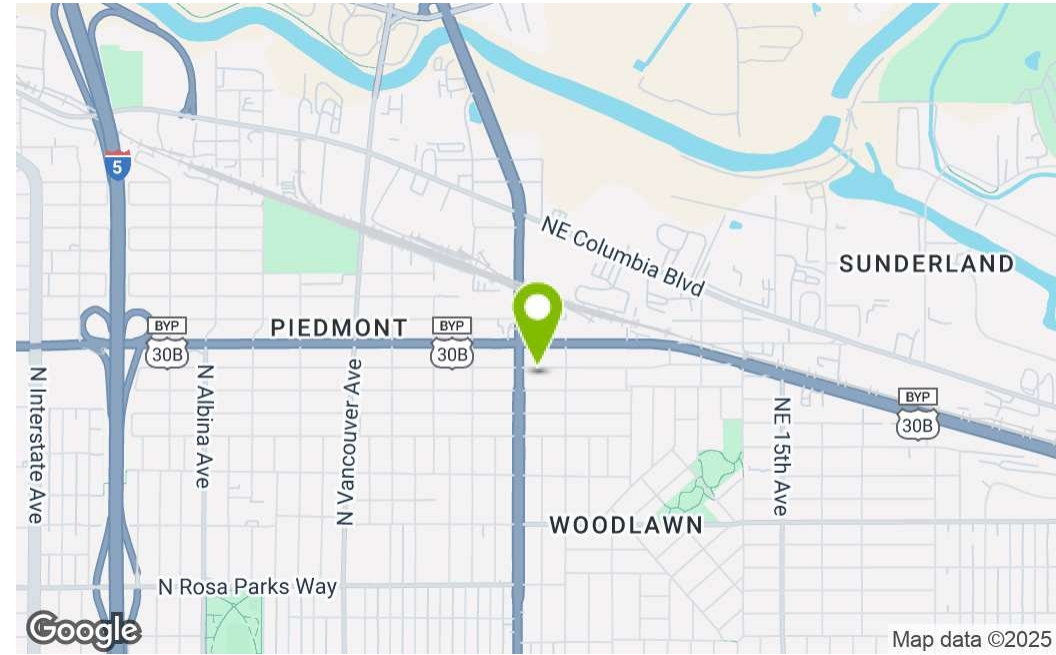 5
NE Columbia Blvd
SUNDERLAND
PIEDMONT
BYP
30B
BYP
30B
N Interstate Ave
N Albina Ave
N Vancouver Ave
BYP
30B
NE 15th Ave
WOODLAWN
N Rosa Parks Way
Google
Map data ©2025